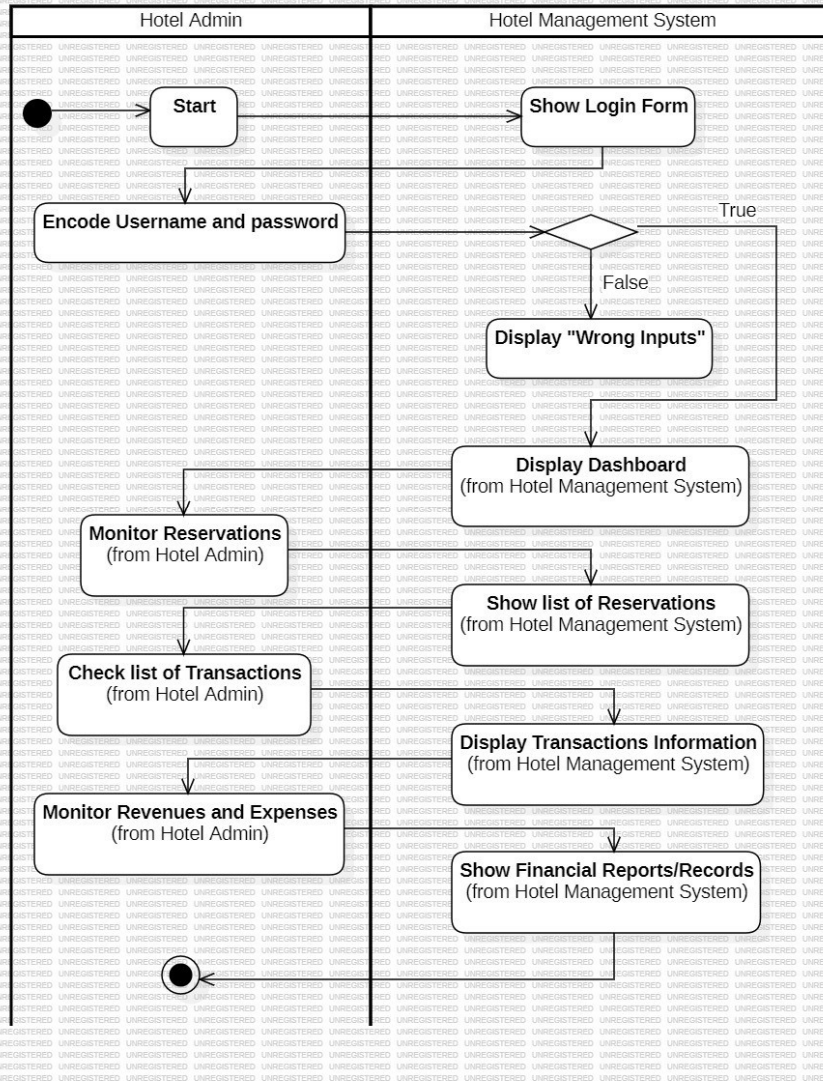 Hotel Admin
Hotel Management System
Start
Show Login Form
Encode Username and password
True
False
Display "Wrong Inputs"
Display Dashboard
(from Hotel Management System)
Monitor Reservations
(from Hotel Admin)
Show list of Reservations
(from Hotel Management System)
Check list of Transactions
(from Hotel Admin)
Display Transactions Information
(from Hotel Management System)
Monitor Revenues and Expenses
(from Hotel Admin)
Show Financial Reports/Records
(from Hotel Management System)
UNREGISTERED